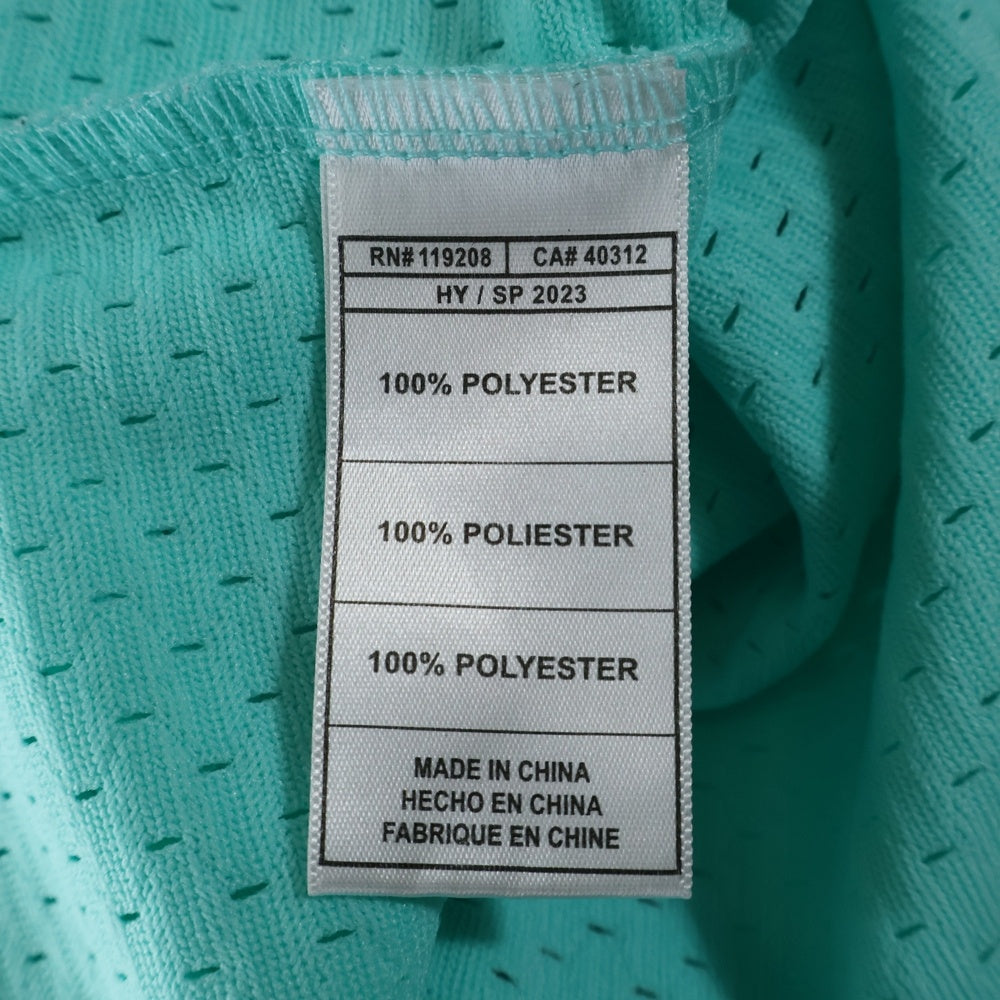 RN# 119208 CA# 40312
HY / SP 2023
100% POLYESTER
100% POLIESTER
100% POLYESTER
MADE IN CHINA
HECHO EN CHINA
FABRIQUE EN CHINE